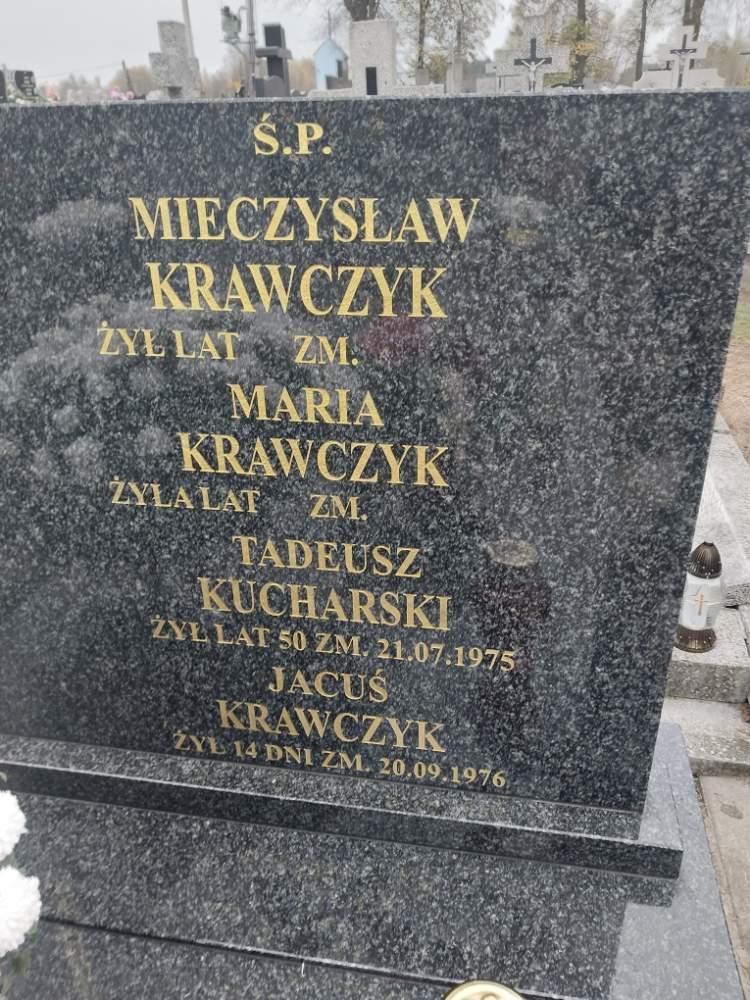 Ś.P.
MIECZYSŁAW
KRAWCZYK
ŻYŁ LAT ZM.
MARIA
KRAWCZYK
ŻYŁA LAT ZM.
TADEUSZ
KUCHARSKI
ŻYŁ LAT 50 ZM. 21.07.1975
JACUŚ
KRAWCZYK
ŻYŁ 14 DNI ZM. 20.09.1976